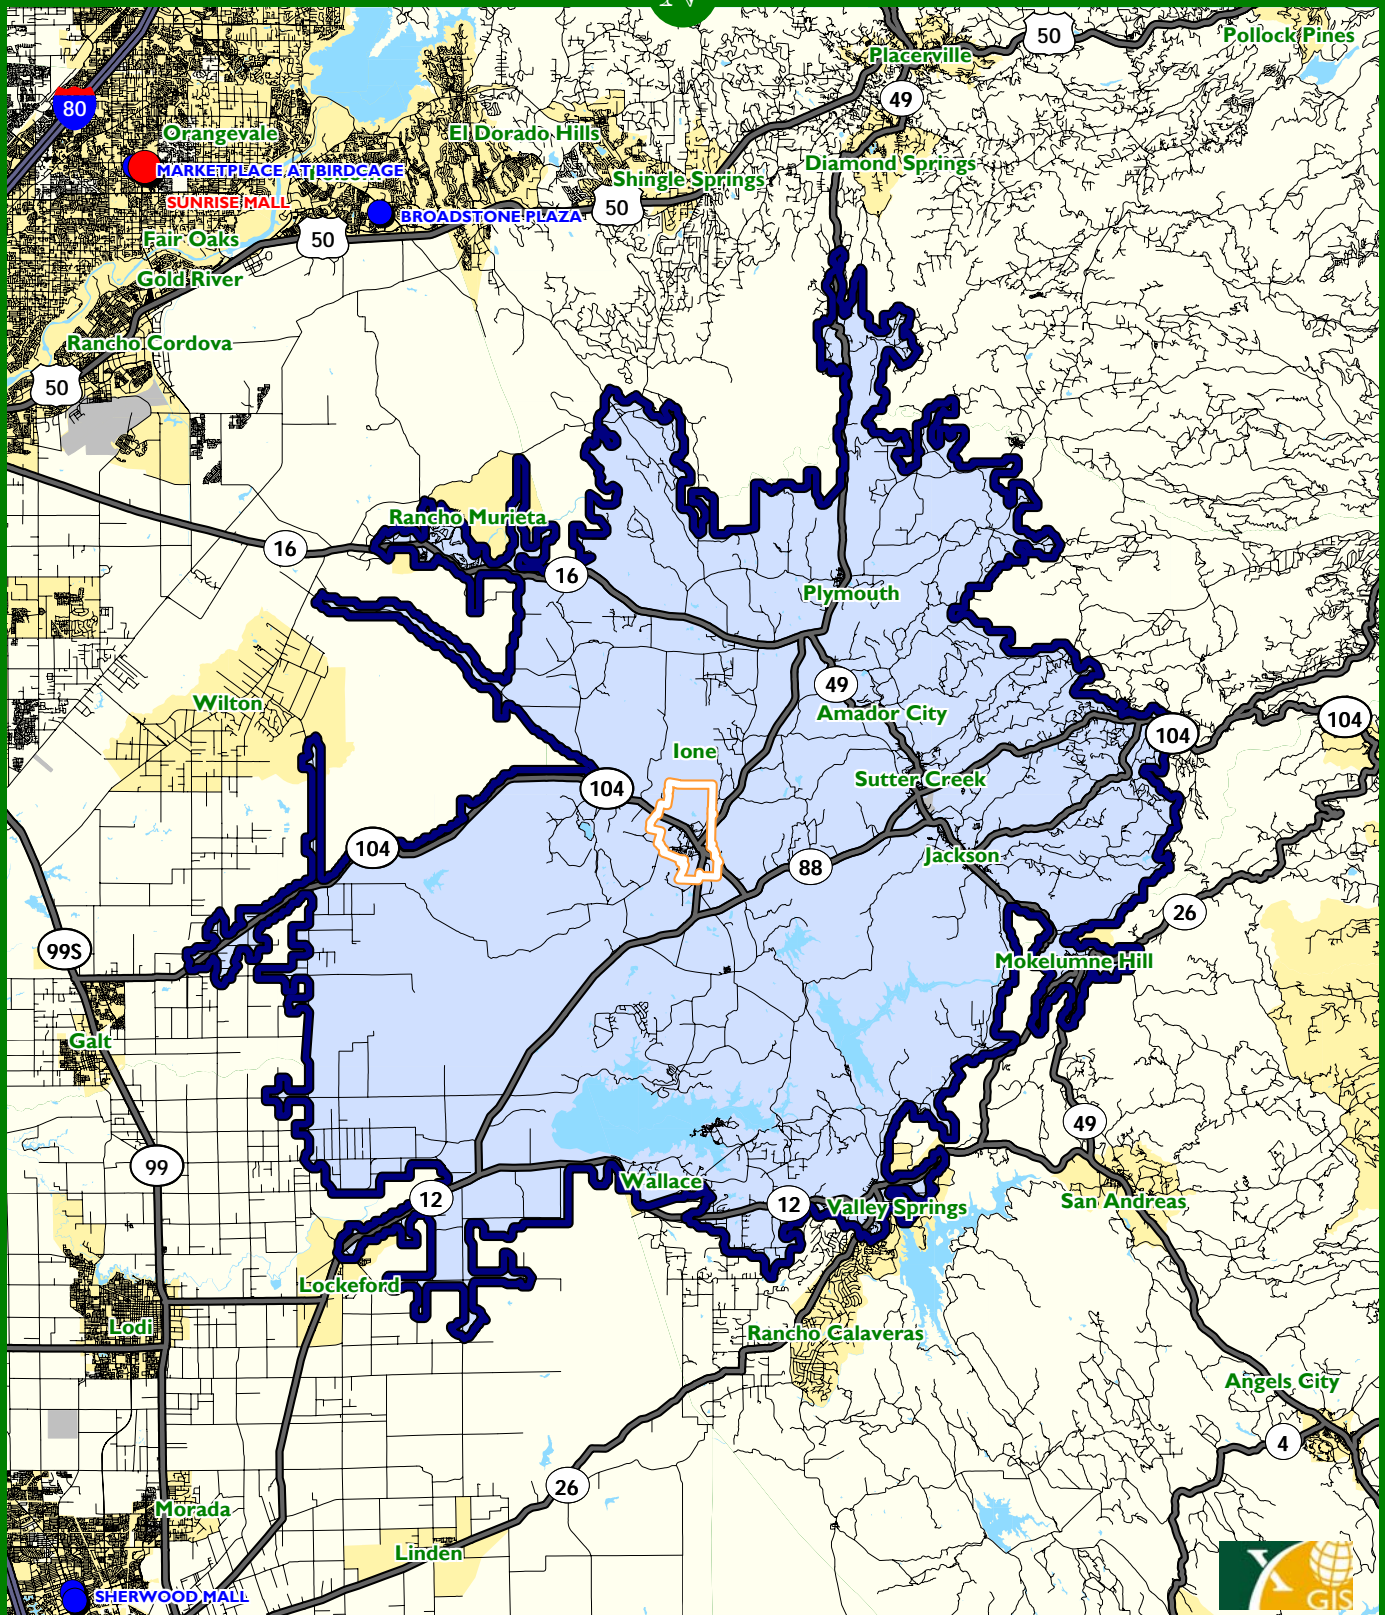 50
Pollock Pines
Placerville
80
49
Orangevale
El Dorado Hills
Diamond Springs
MARKETPLACE AT BIRDCAGE
Shingle Springs
SUNRISE MALL
50
BROADSTONE PLAZA
Fair Oaks
50
Gold River
Rancho Cordova
50
Rancho Murieta
16
16
Plymouth
49
Wilton
Amador City
104
104
Ione
Sutter Creek
104
104
Jackson
88
26
99S
Mokelumne Hill
Galt
49
99
Wallace
12
12
Valley Springs
San Andreas
Lockeford
Lodi
Rancho Calaveras
Angels City
4
26
Morada
Linden
SHERWOOD MALL
X
GIS